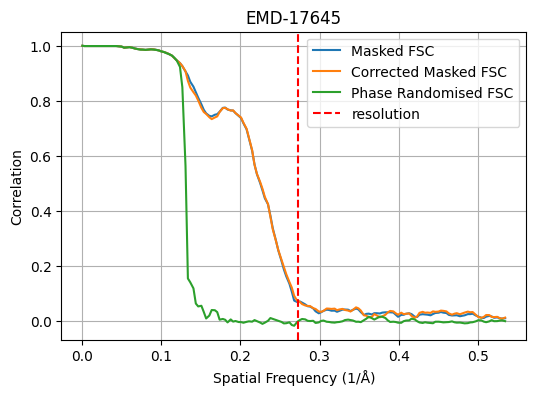 EMD-17645
Masked FSC
Corrected Masked FSC
Phase Randomised FSC
resolution
Correlation
1.0
0.8
0.6
0.4
0.2
0.0
0.0 0.1 0.2 0.3 0.4 0.5
Spatial Frequency (1/Å)